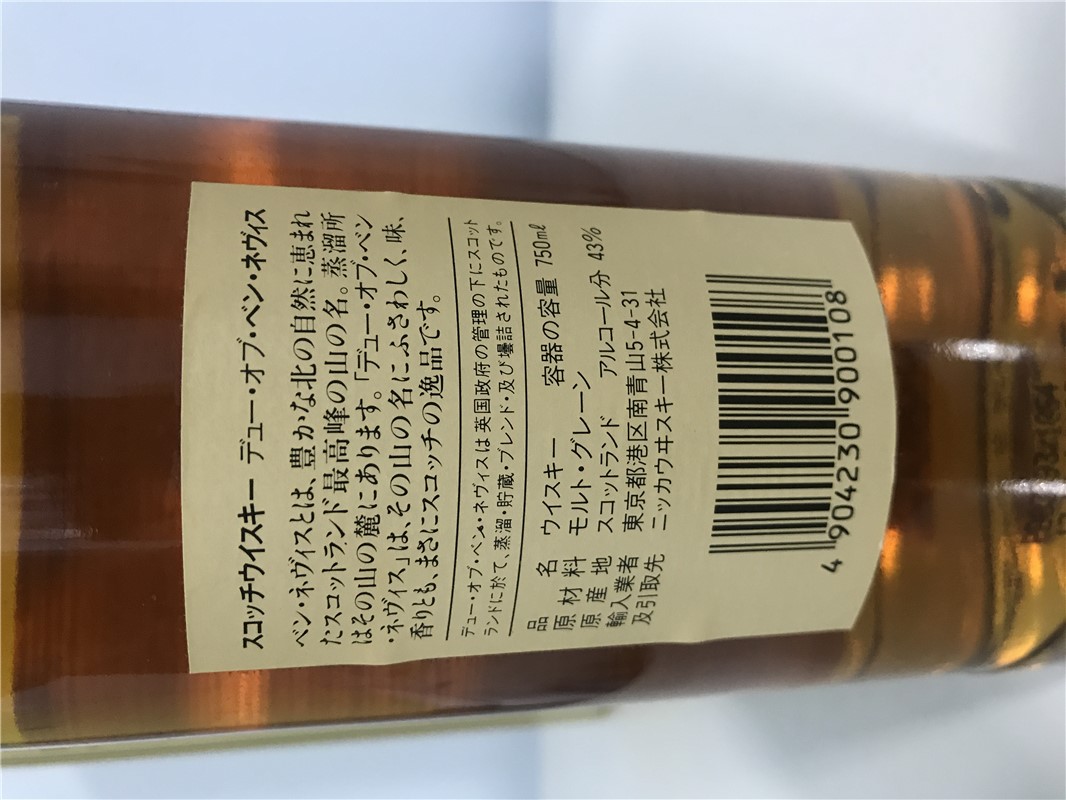 スコッチウイスキー デュー・オブ・ベン・ネヴィス
ベン・ネヴィスとは、豊かな北の自然に恵まれ
たスコットランド最高峰の山の名。蒸溜所
はその山の麓にあります。「デュー・オブ・ベン
・ネヴィス」は、その山の名にふさわしく、味、
香りとも、まさにスコッチの逸品です。
デュー・オブ・ベン・ネヴィスは英国政府の管理の下にスコット
ランドに於て、蒸溜・貯蔵・ブレンド・及び壜詰されたものです。
品名 ウイスキー 容器の容量 750ml
原材料 モルト・グレーン
原産地 スコットランド アルコール分 43%
輸入業者 東京都港区南青山5-4-31
及引取先 ニッカウヰスキー株式会社
4 904230 900108